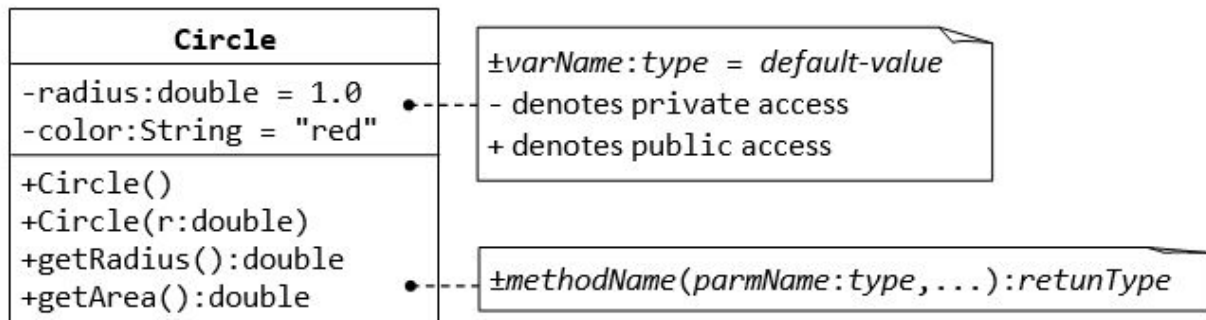 Circle
-radius:double = 1.0
-color:String = "red"
+Circle()
+Circle(r:double)
+getRadius():double
+getArea():double
±varName:type = default-value
- denotes private access
+ denotes public access
±methodName(parmName:type,...):retunType